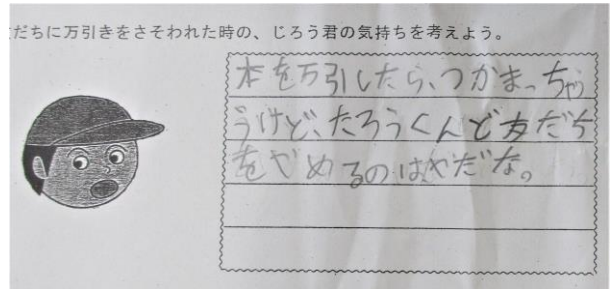 だちに万引きをさそわれた時の、じろう君の気持ちを考えよう。
本を万引したら、つかまっちゃ
うけど、たろうくんど友だち
をやめるのはやだな。